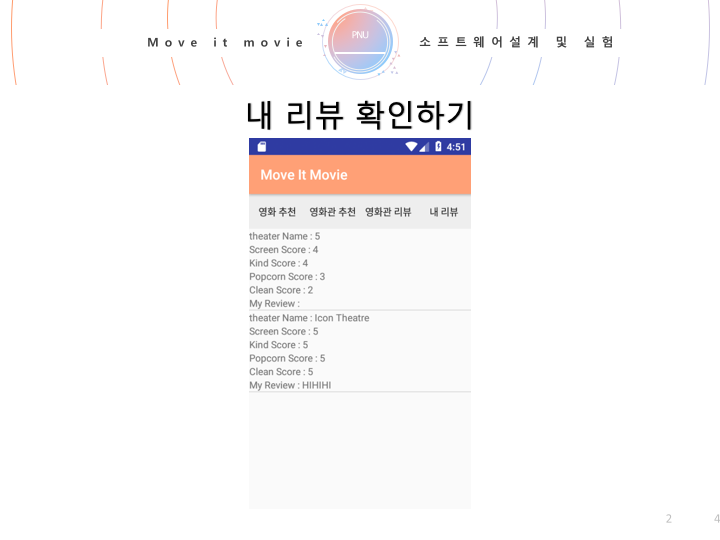 Move it movie
PNU
소프트웨어설계 및 실험
내 리뷰 확인하기
4:51
Move It Movie
영화 추천 영화관 추천 영화관 리뷰 내 리뷰
theater Name : 5
Screen Score : 4
Kind Score : 4
Popcorn Score : 3
Clean Score : 2
My Review :
theater Name : Icon Theatre
Screen Score : 5
Kind Score : 5
Popcorn Score : 5
Clean Score : 5
My Review : HIHIHI
2 4